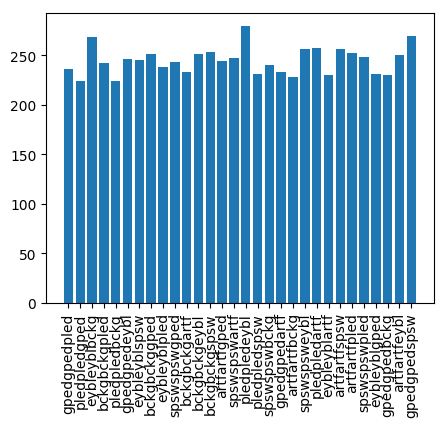 250
200
150
100
50
0
gpedgpedpled
pledpledgped
eybleyblbckg
bckgbckgpled
pledpledbckg
gpedgpedeybl
eybleyblspsw
bckgbckggped
eybleyblpled
spswspswgped
bckgbckgartf
bckgbckgeybl
bckgbckgspsw
artfartfgped
spswspswartf
pledpledeybl
pledpledspsw
spswspswbckg
gpedgpedartf
artfartfbckg
spswspsweybl
pledpledartf
eybleyblartf
artfartfspsw
artfartfpled
spswspswpled
eybleyblgped
gpedgpedbckg
artfartfeybl
gpedgpedspsw